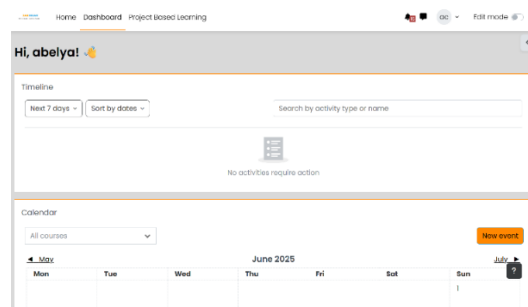 Home Dashboard Project Based Learning
ac
Edit mode
Hi, abelya! 👋
Timeline
Next 7 days
Sort by dates
Search by activity type or name
No activities require action
Calendar
All courses
New event
◄ May
June 2025
July ►
Mon Tue Wed Thu Fri Sat Sun
?
1